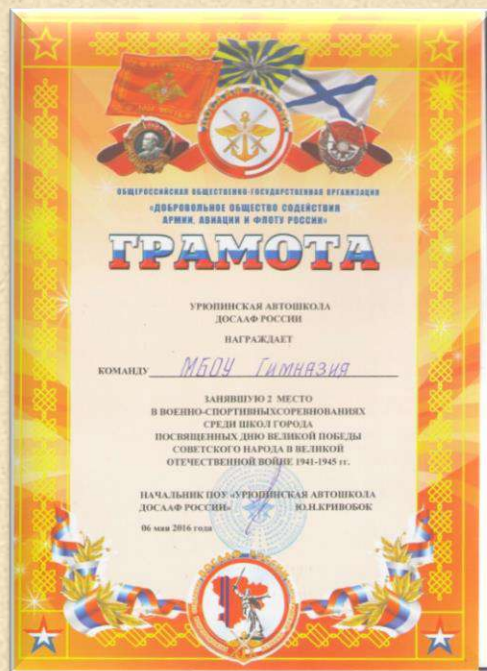 ОБЩЕРОССИЙСКАЯ ОБЩЕСТВЕННО-ГОСУДАРСТВЕННАЯ ОРГАНИЗАЦИЯ
«ДОБРОВОЛЬНОЕ ОБЩЕСТВО СОДЕЙСТВИЯ
АРМИИ, АВИАЦИИ И ФЛОТУ РОССИИ»
ГРАМОТА
УРЮПИНСКАЯ АВТОШКОЛА
ДОСААФ РОССИИ
НАГРАЖДАЕТ
КОМАНДУ МБОУ Гимназия
ЗАНЯВШУЮ 2 МЕСТО
В ВОЕННО-СПОРТИВНЫХСОРЕВНОВАНИЯХ
СРЕДИ ШКОЛ ГОРОДА
ПОСВЯЩЕННЫХ ДНЮ ВЕЛИКОЙ ПОБЕДЫ
СОВЕТСКОГО НАРОДА В ВЕЛИКОЙ
ОТЕЧЕСТВЕННОЙ ВОЙНЕ 1941-1945 гг.
НАЧАЛЬНИК ПОУ «УРЮПИНСКАЯ АВТОШКОЛА
ДОСААФ РОССИИ» Ю.Н.КРИВОБОК
06 мая 2016 года